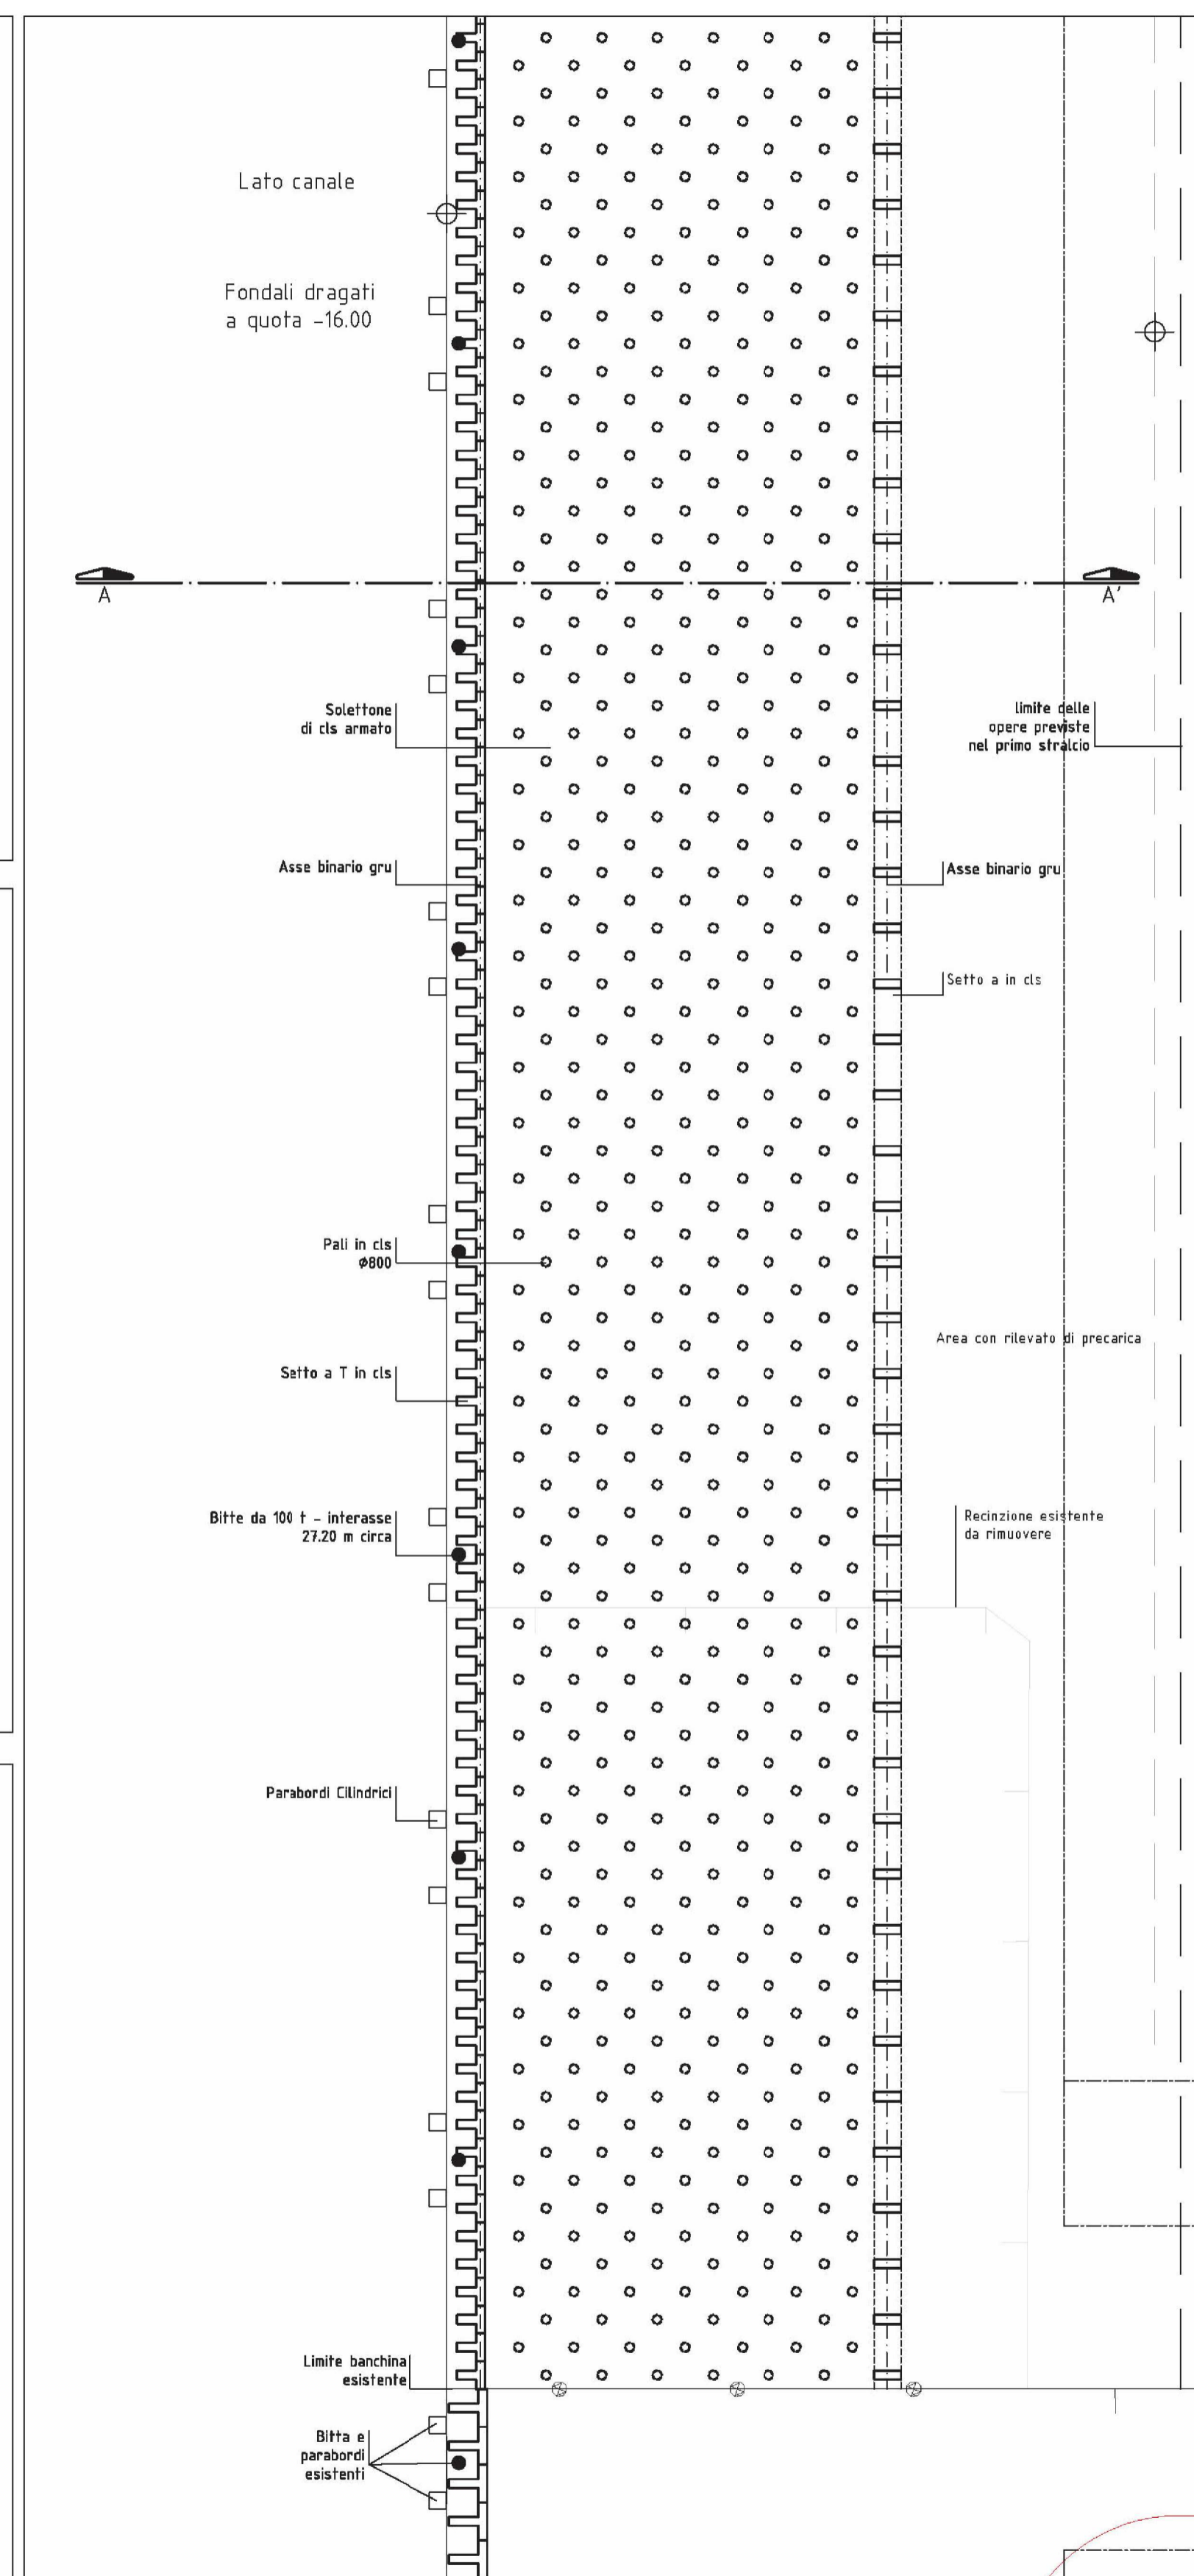 Lato canale
Fondali dragati
a quota -16.00
A
A'
Solettone
di cls armato
limite delle
opere previste
nel primo stralcio
Asse binario gru
Asse binario gru
Setto a in cls
Pali in cls
ø800
Area con rilevato di precarica
Setto a T in cls
Bitte da 100 t - interasse
27.20 m circa
Recinzione esistente
da rimuovere
Parabordi Cilindrici
Limite banchina
esistente
Bitta e
parabordi
esistenti